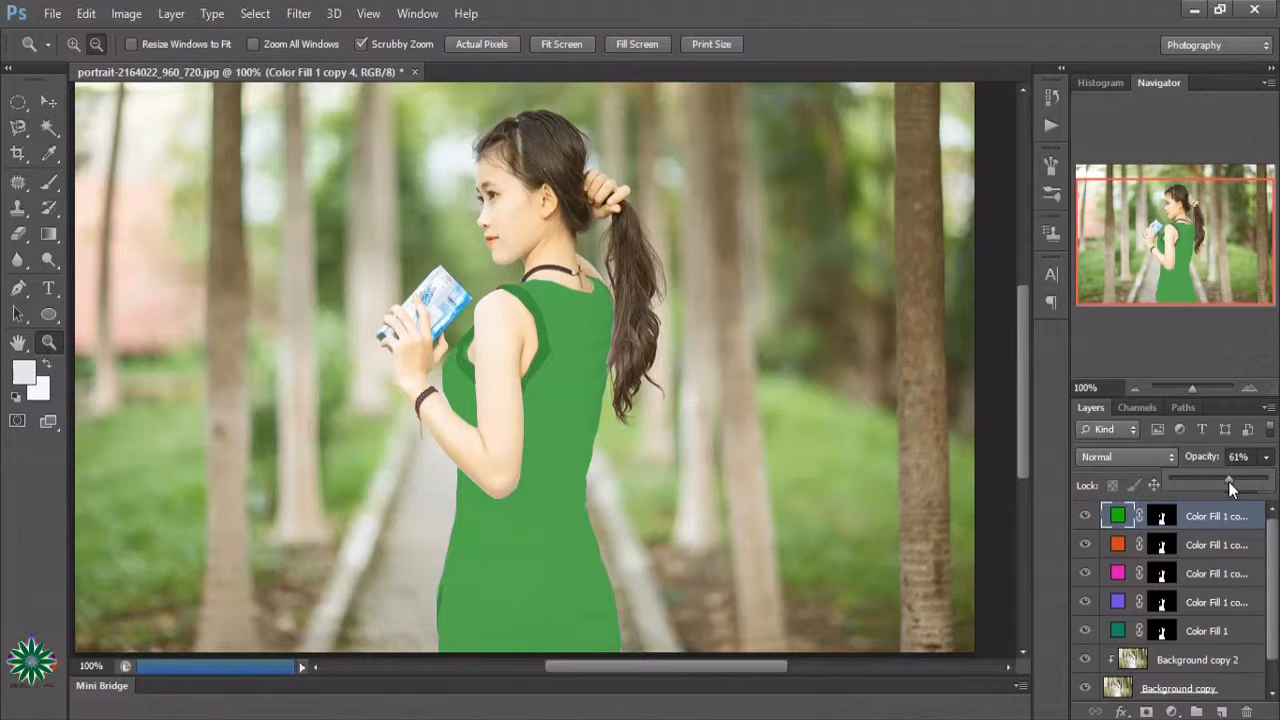 Ps File Edit Image Layer Type Select Filter 3D View Window Help
Resize Windows to Fit Zoom All Windows Scrubby Zoom Actual Pixels Fit Screen Fill Screen Print Size Photography
portrait-2164022_960_720.jpg @ 100% (Color Fill 1 copy 4, RGB/8) *
Histogram Navigator
100%
Layers Channels Paths
Kind
Normal Opacity: 61%
Lock:
Color Fill 1 co...
Color Fill 1 co...
Color Fill 1 co...
Color Fill 1 co...
Color Fill 1
Background copy 2
Background copy
100%
Mini Bridge